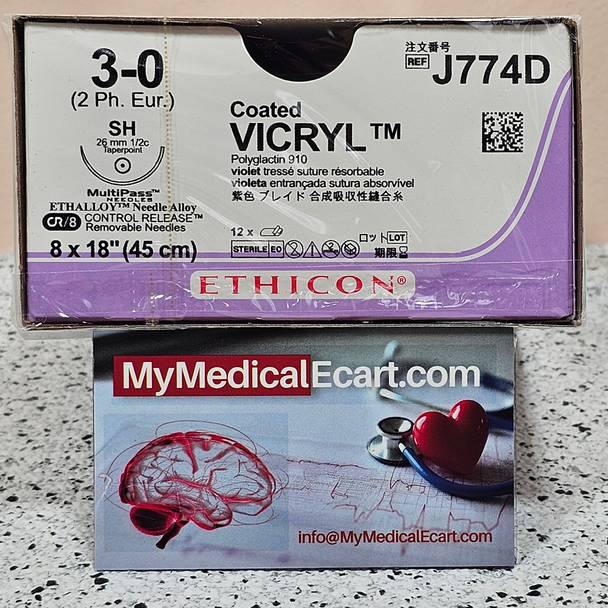 3-0
(2 Ph. Eur.)
SH
26 mm 1/2c
Taperpoint
MultiPass™
NEEDLES
ETHALLOY™ Needle Alloy
CR/8 CONTROL RELEASE™
Removable Needles
8 x 18" (45 cm)
Coated
VICRYL™
Polyglactin 910
violet tressé suture résorbable
violeta entrançada sutura absorvível
紫色 ブレイド 合成吸収性縫合糸
12 x
STERILE EO
注文番号
REF J774D
ロット LOT
期限
ETHICON®
MyMedicalEcart.com
info@MyMedicalEcart.com